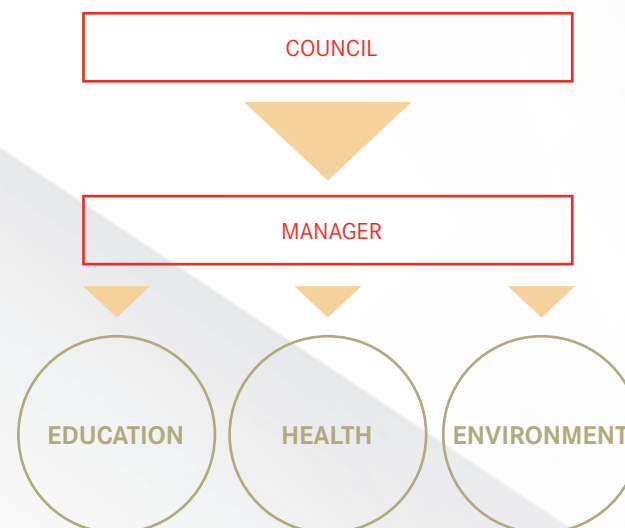 COUNCIL
MANAGER
EDUCATION
HEALTH
ENVIRONMENT